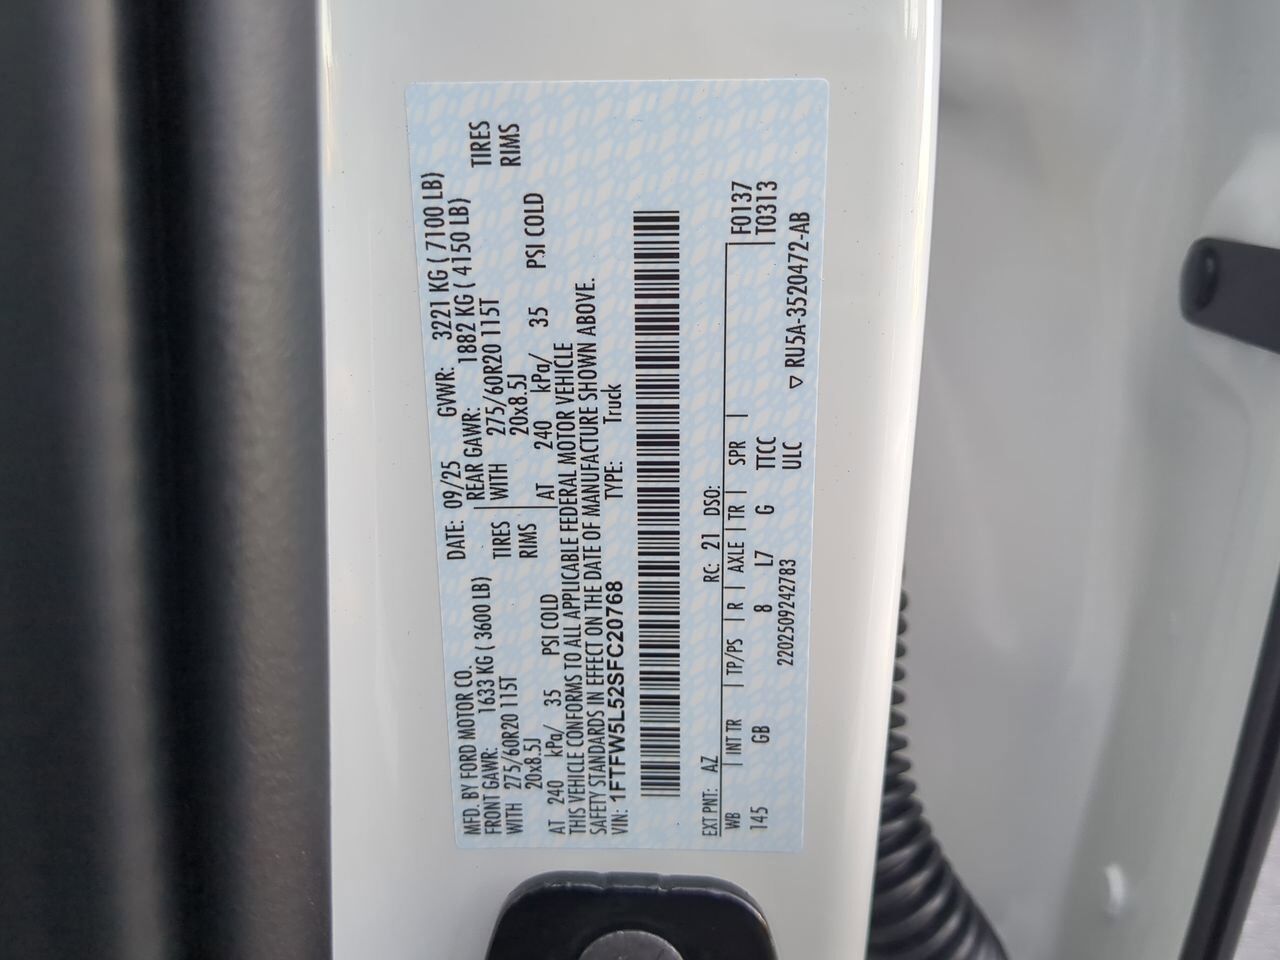 MFD. BY FORD MOTOR CO. DATE: 09/25 GVWR: 3221 KG ( 7100 LB)
FRONT GAWR: 1633 KG ( 3600 LB) REAR GAWR: 1882 KG ( 4150 LB)
WITH 275/60R20 115T TIRES WITH 275/60R20 115T TIRES
20x8.5J RIMS 20x8.5J RIMS
AT 240 kPa/ 35 PSI COLD AT 240 kPa/ 35 PSI COLD
THIS VEHICLE CONFORMS TO ALL APPLICABLE FEDERAL MOTOR VEHICLE
SAFETY STANDARDS IN EFFECT ON THE DATE OF MANUFACTURE SHOWN ABOVE.
VIN: 1FTFW5L52SFC20768 TYPE: Truck
EXT PNT: AZ RC: 21 DSO: F0137
WB | INT TR | TP/PS | R | AXLE | TR | SPR | T0313
145 GB 8 L7 G TTCC
2202509242783 ULC ▽ RU5A-3520472-AB